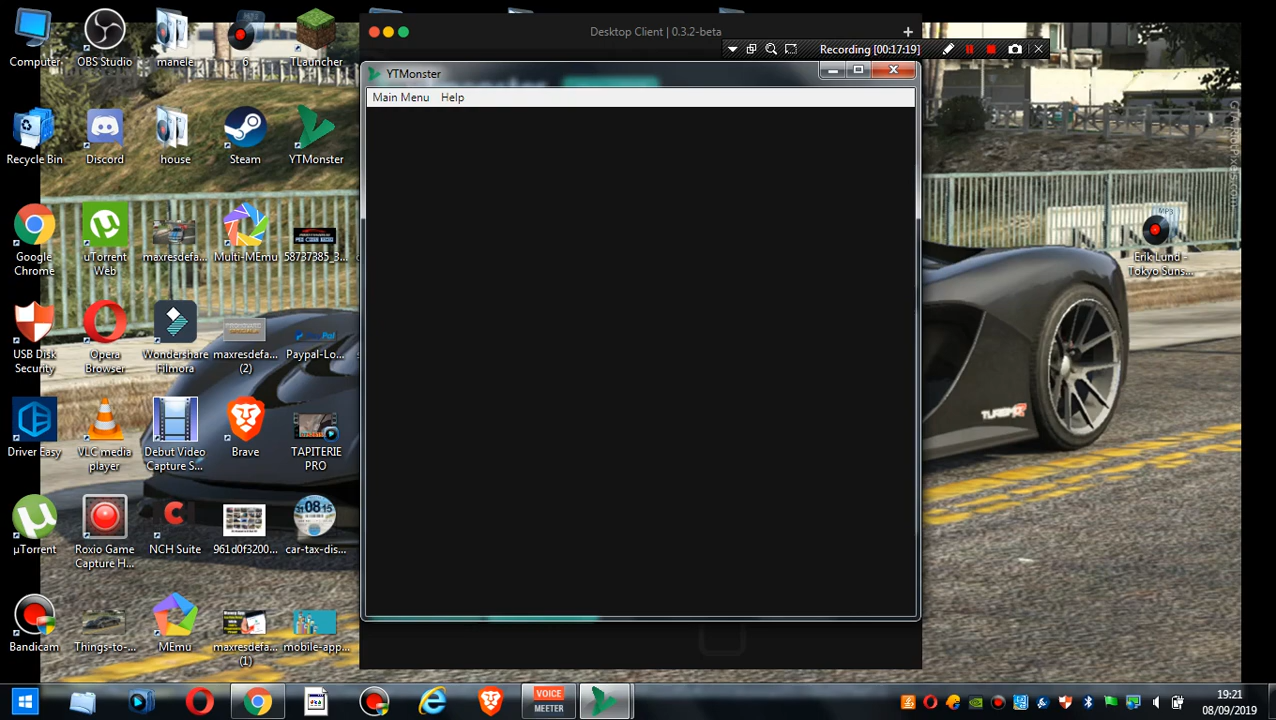 Desktop Client | 0.3.2-beta
Recording [00:17:19]
YTMonster
Main Menu Help
Computer
OBS Studio
manele
6
TLauncher
Recycle Bin
Discord
house
Steam
YTMonster
Google
Chrome
uTorrent
Web
maxresdefa...
Multi-MEmu
58737385_3...
USB Disk
Security
Opera
Browser
Wondershare
Filmora
maxresdefa...
(2)
Paypal-Lo...
Driver Easy
VLC media
player
Debut Video
Capture S...
Brave
TAPITERIE
PRO
µTorrent
Roxio Game
Capture H...
NCH Suite
961d0f3200...
car-tax-dis...
Bandicam
Things-to-...
MEmu
maxresdefa...
(1)
mobile-app...
MP3
Erik Lund -
Tokyo Suns...
TURISMO R
VOICE
MEETER
19:21
08/09/2019